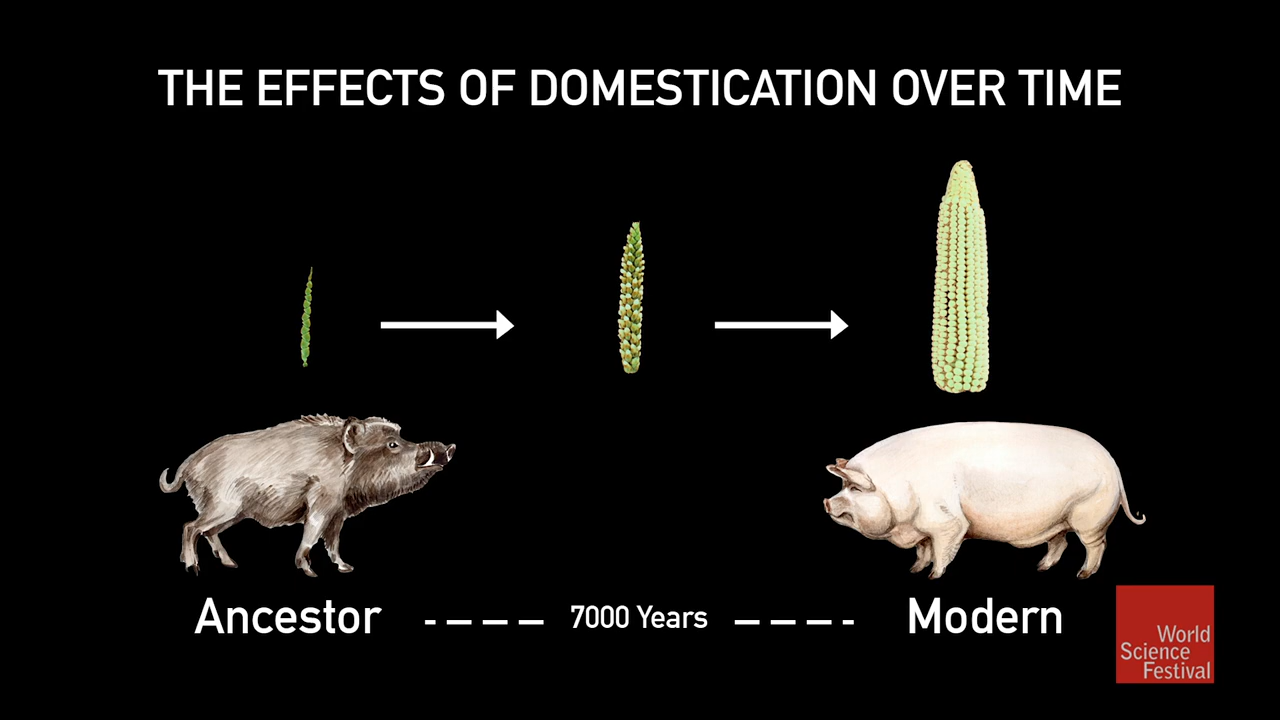 THE EFFECTS OF DOMESTICATION OVER TIME
Ancestor
7000 Years
Modern
World
Science
Festival